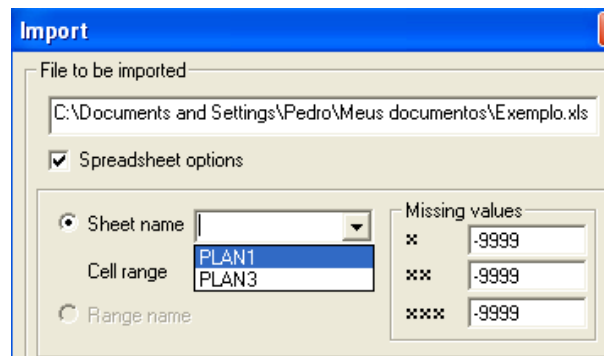 Import
File to be imported
C:\Documents and Settings\Pedro\Meus documentos\Exemplo.xls
Spreadsheet options
Sheet name
PLAN1
PLAN3
Cell range
Range name
Missing values
x -9999
xx -9999
xxx -9999